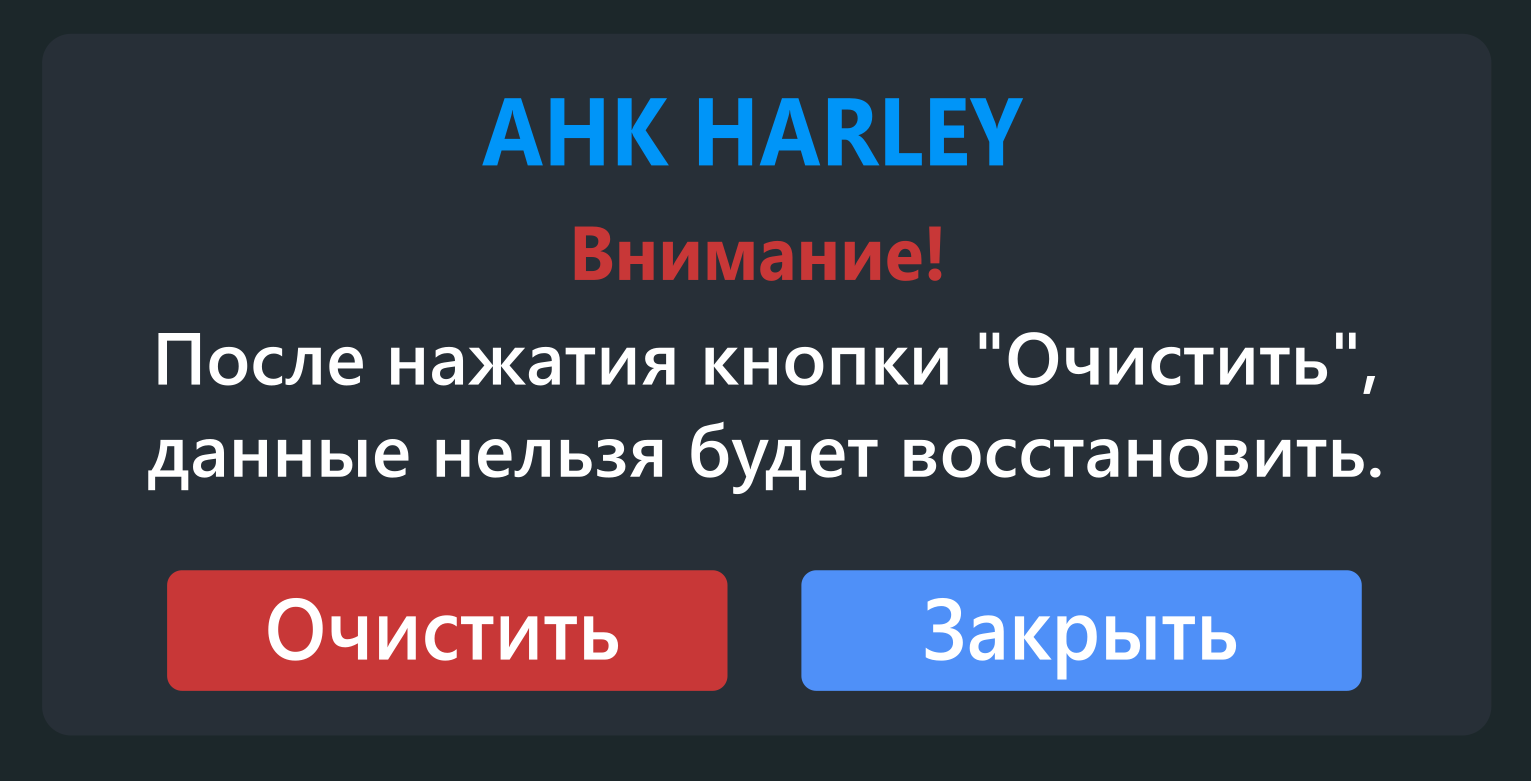 AHK HARLEY
Внимание!
После нажатия кнопки "Очистить",
данные нельзя будет восстановить.
Очистить
Закрыть